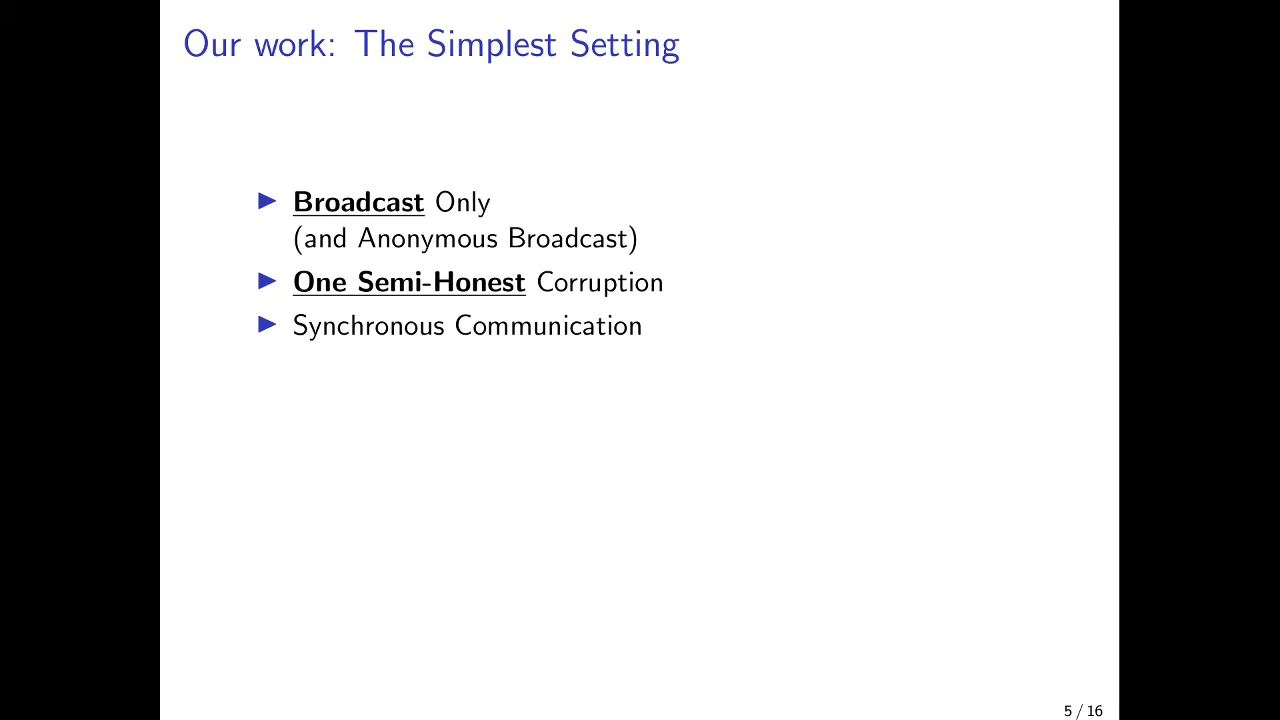 Our work: The Simplest Setting
▶ Broadcast Only
(and Anonymous Broadcast)
▶ One Semi-Honest Corruption
▶ Synchronous Communication
5 / 16